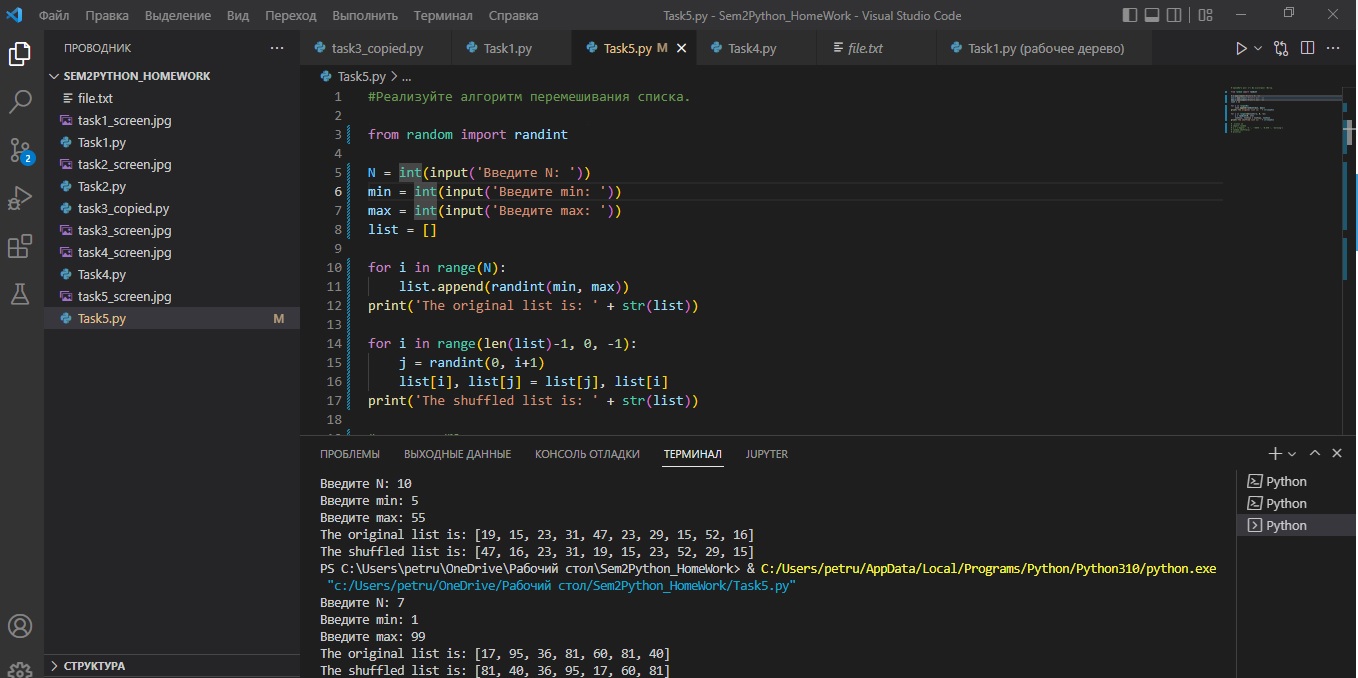 Файл Правка Выделение Вид Переход Выполнить Терминал Справка Task5.py - Sem2Python_HomeWork - Visual Studio Code
ПРОВОДНИК
SEM2PYTHON_HOMEWORK
file.txt
task1_screen.jpg
Task1.py
task2_screen.jpg
Task2.py
task3_copied.py
task3_screen.jpg
task4_screen.jpg
Task4.py
task5_screen.jpg
Task5.py M
СТРУКТУРА
2
task3_copied.py Task1.py Task5.py M Task4.py file.txt Task1.py (рабочее дерево)
Task5.py > ...
1 #Реализуйте алгоритм перемешивания списка.
2
3 from random import randint
4
5 N = int(input('Введите N: '))
6 min = int(input('Введите min: '))
7 max = int(input('Введите max: '))
8 list = []
9
10 for i in range(N):
11     list.append(randint(min, max))
12 print('The original list is: ' + str(list))
13
14 for i in range(len(list)-1, 0, -1):
15     j = randint(0, i+1)
16     list[i], list[j] = list[j], list[i]
17 print('The shuffled list is: ' + str(list))
18
ПРОБЛЕМЫ ВЫХОДНЫЕ ДАННЫЕ КОНСОЛЬ ОТЛАДКИ ТЕРМИНАЛ JUPYTER
Введите N: 10
Введите min: 5
Введите max: 55
The original list is: [19, 15, 23, 31, 47, 23, 29, 15, 52, 16]
The shuffled list is: [47, 16, 23, 31, 19, 15, 23, 52, 29, 15]
PS C:\Users\petru\OneDrive\Рабочий стол\Sem2Python_HomeWork> & C:/Users/petru/AppData/Local/Programs/Python/Python310/python.exe
"c:/Users/petru/OneDrive/Рабочий стол/Sem2Python_HomeWork/Task5.py"
Введите N: 7
Введите min: 1
Введите max: 99
The original list is: [17, 95, 36, 81, 60, 81, 40]
The shuffled list is: [81, 40, 36, 95, 17, 60, 81]
Python
Python
Python